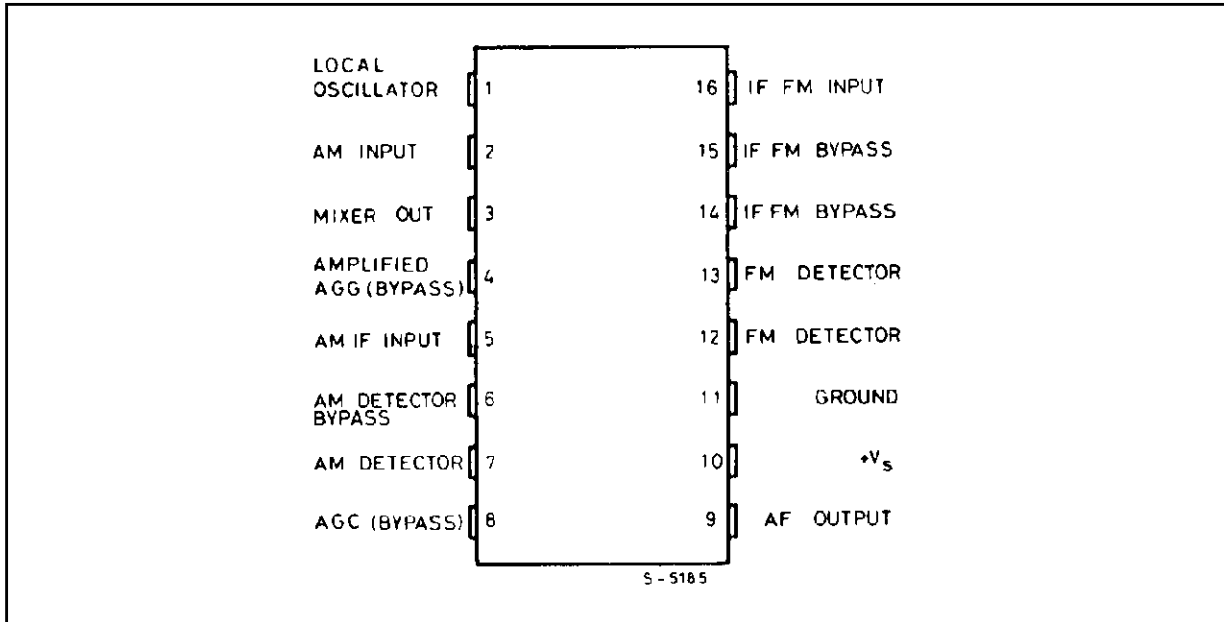 LOCAL
OSCILLATOR 1
AM INPUT 2
MIXER OUT 3
AMPLIFIED
AGG (BYPASS) 4
AM IF INPUT 5
AM DETECTOR
BYPASS 6
AM DETECTOR 7
AGC (BYPASS) 8
16 IF FM INPUT
15 IF FM BYPASS
14 IF FM BYPASS
13 FM DETECTOR
12 FM DETECTOR
11 GROUND
10 +Vs
9 AF OUTPUT
S-5185